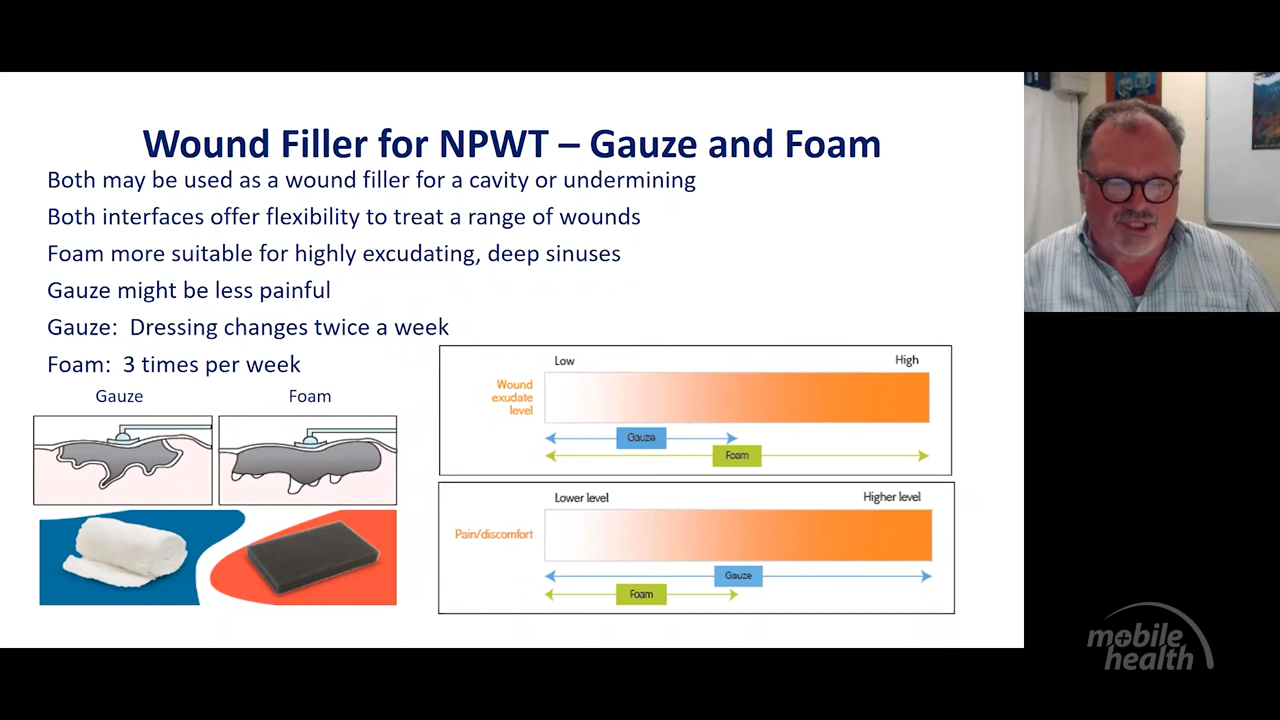 Wound Filler for NPWT – Gauze and Foam
Both may be used as a wound filler for a cavity or undermining
Both interfaces offer flexibility to treat a range of wounds
Foam more suitable for highly excudating, deep sinuses
Gauze might be less painful
Gauze: Dressing changes twice a week
Foam: 3 times per week
Gauze
Foam
Low
High
Wound
exudate
level
Gauze
Foam
Lower level
Higher level
Pain/discomfort
Gauze
Foam
mobile
health